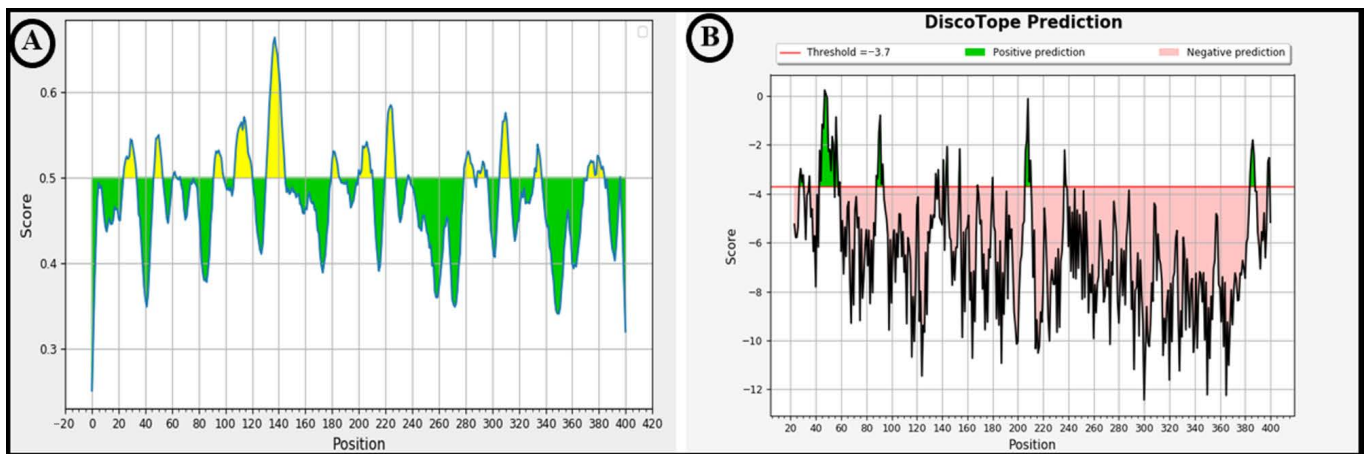 A
0.6
0.5
0.4
0.3
Score
−20 0 20 40 60 80 100 120 140 160 180 200 220 240 260 280 300 320 340 360 380 400 420
Position
B
DiscoTope Prediction
Threshold =−3.7 Positive prediction Negative prediction
0
−2
−4
−6
−8
−10
−12
Score
20 40 60 80 100 120 140 160 180 200 220 240 260 280 300 320 340 360 380 400
Position